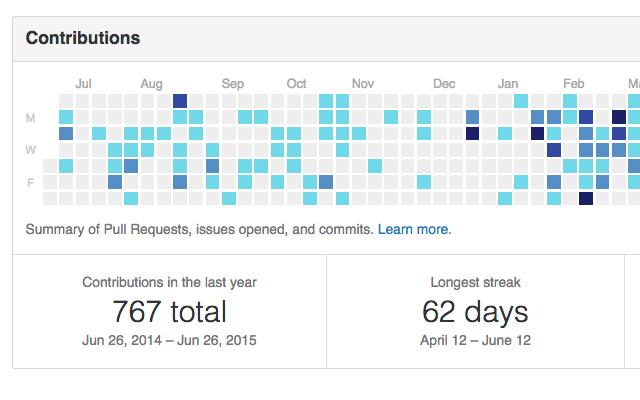 Contributions
Jul Aug Sep Oct Nov Dec Jan Feb
M
W
F
Summary of Pull Requests, issues opened, and commits. Learn more.
Contributions in the last year
767 total
Jun 26, 2014 – Jun 26, 2015
Longest streak
62 days
April 12 – June 12